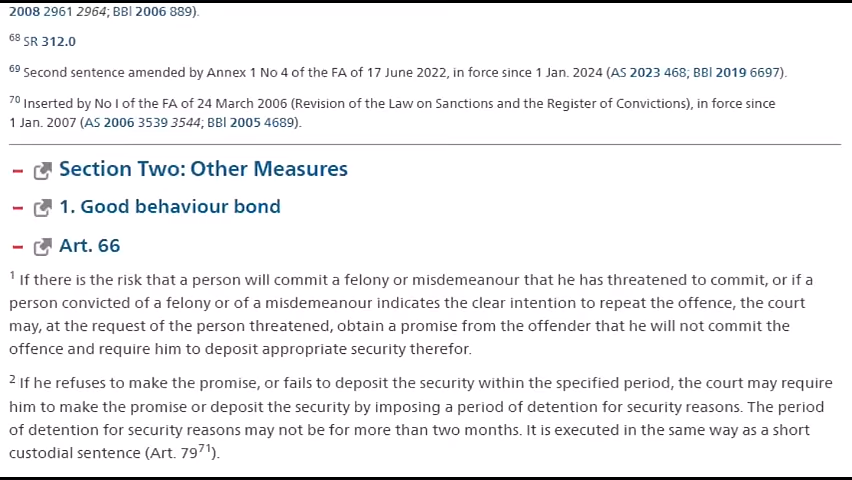 2008 2961 2964; BBl 2006 889).
68 SR 312.0
69 Second sentence amended by Annex 1 No 4 of the FA of 17 June 2022, in force since 1 Jan. 2024 (AS 2023 468; BBl 2019 6697).
70 Inserted by No I of the FA of 24 March 2006 (Revision of the Law on Sanctions and the Register of Convictions), in force since
1 Jan. 2007 (AS 2006 3539 3544; BBl 2005 4689).
Section Two: Other Measures
1. Good behaviour bond
Art. 66
1 If there is the risk that a person will commit a felony or misdemeanour that he has threatened to commit, or if a
person convicted of a felony or of a misdemeanour indicates the clear intention to repeat the offence, the court
may, at the request of the person threatened, obtain a promise from the offender that he will not commit the
offence and require him to deposit appropriate security therefor.
2 If he refuses to make the promise, or fails to deposit the security within the specified period, the court may require
him to make the promise or deposit the security by imposing a period of detention for security reasons. The period
of detention for security reasons may not be for more than two months. It is executed in the same way as a short
custodial sentence (Art. 79 71).